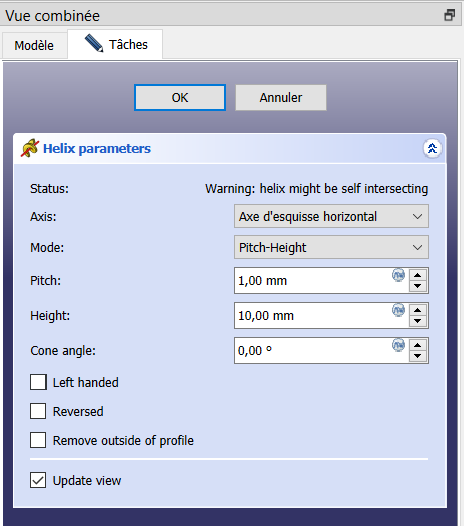 Vue combinée
Modèle
Tâches
OK
Annuler
Helix parameters
Status: Warning: helix might be self intersecting
Axis: Axe d'esquisse horizontal
Mode: Pitch-Height
Pitch: 1,00 mm
Height: 10,00 mm
Cone angle: 0,00 °
Left handed
Reversed
Remove outside of profile
Update view